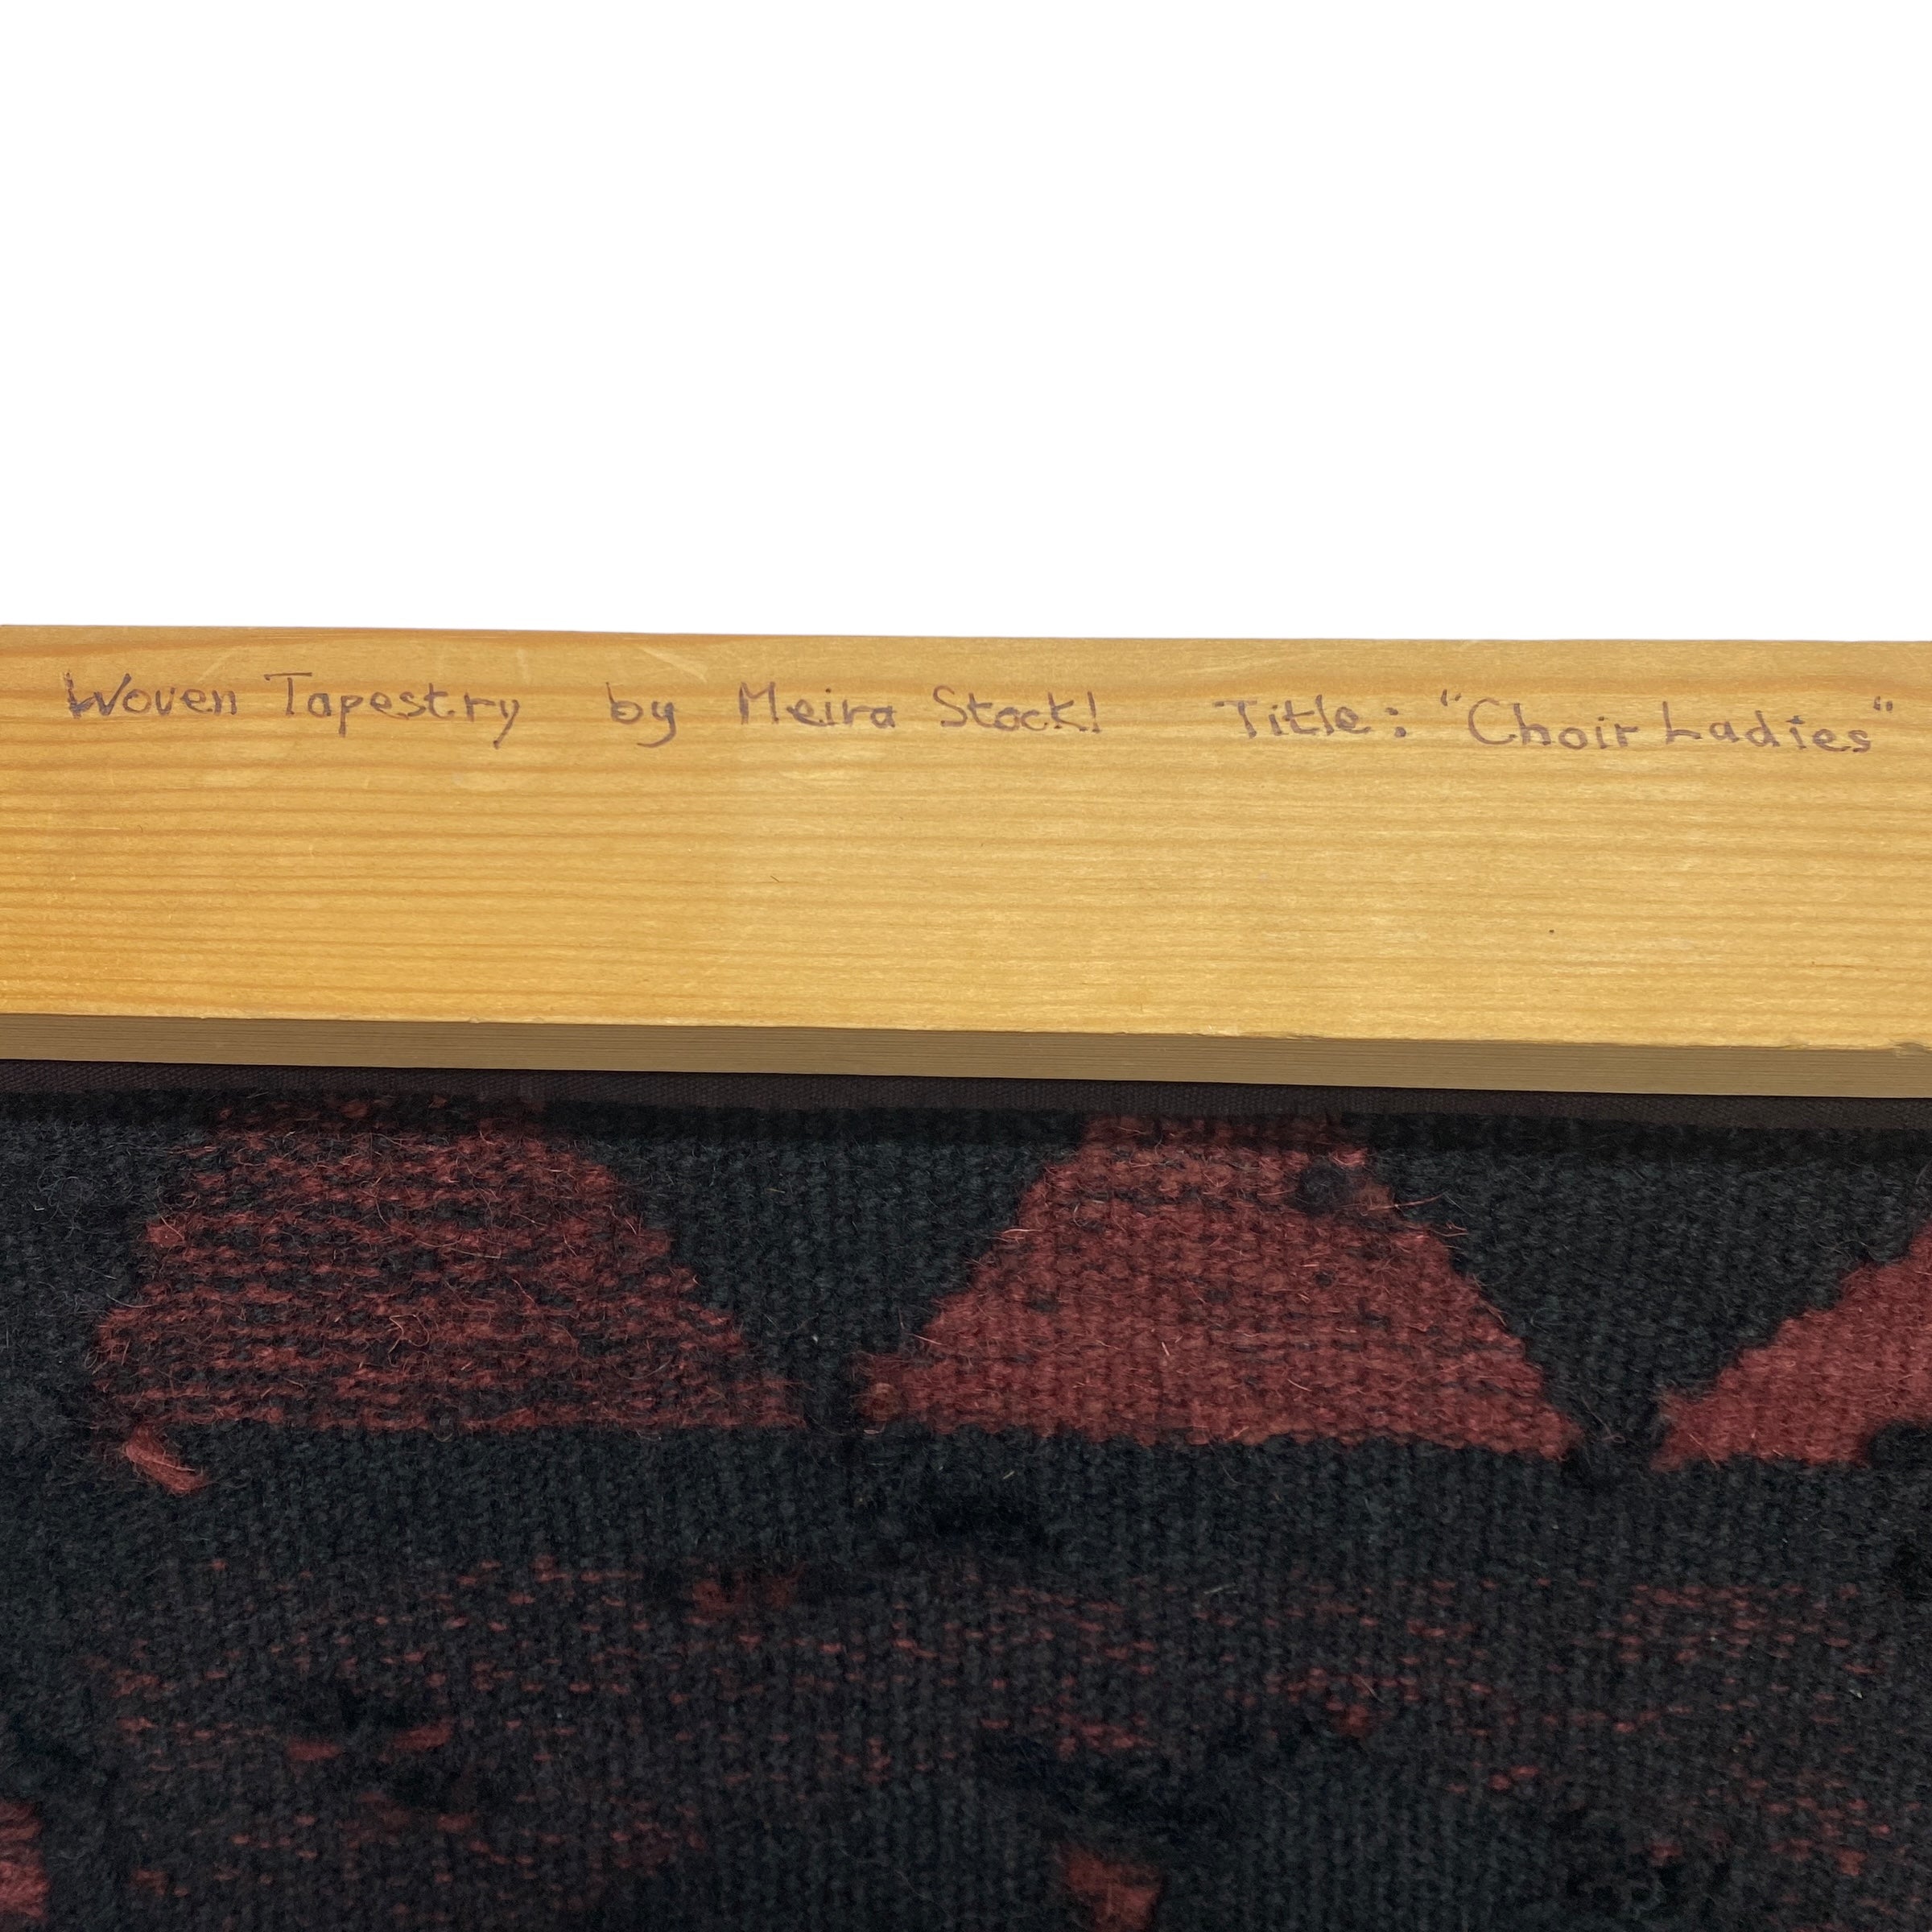 Woven Tapestry by Meira Stockl Title: "Choir Ladies"